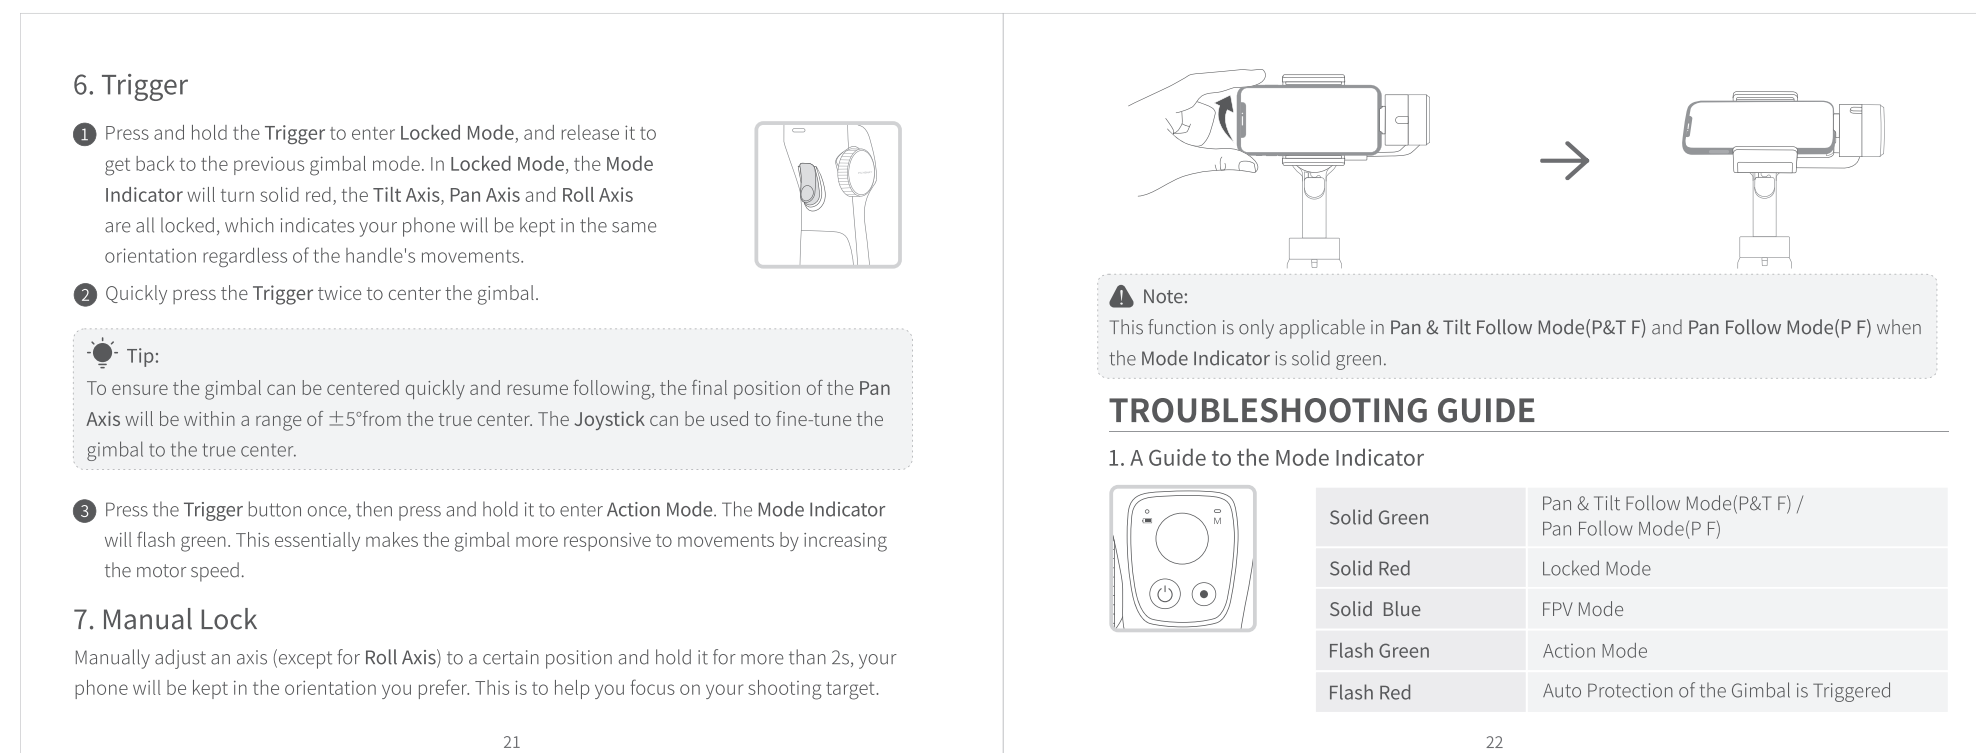 6. Trigger
1 Press and hold the Trigger to enter Locked Mode, and release it to
get back to the previous gimbal mode. In Locked Mode, the Mode
Indicator will turn solid red, the Tilt Axis, Pan Axis and Roll Axis
are all locked, which indicates your phone will be kept in the same
orientation regardless of the handle's movements.
2 Quickly press the Trigger twice to center the gimbal.
Tip:
To ensure the gimbal can be centered quickly and resume following, the final position of the Pan
Axis will be within a range of ±5°from the true center. The Joystick can be used to fine-tune the
gimbal to the true center.
3 Press the Trigger button once, then press and hold it to enter Action Mode. The Mode Indicator
will flash green. This essentially makes the gimbal more responsive to movements by increasing
the motor speed.
7. Manual Lock
Manually adjust an axis (except for Roll Axis) to a certain position and hold it for more than 2s, your
phone will be kept in the orientation you prefer. This is to help you focus on your shooting target.
21
Note:
This function is only applicable in Pan & Tilt Follow Mode(P&T F) and Pan Follow Mode(P F) when
the Mode Indicator is solid green.
TROUBLESHOOTING GUIDE
1. A Guide to the Mode Indicator
M
Solid Green
Pan & Tilt Follow Mode(P&T F) /
Pan Follow Mode(P F)
Solid Red
Locked Mode
Solid Blue
FPV Mode
Flash Green
Action Mode
Flash Red
Auto Protection of the Gimbal is Triggered
22